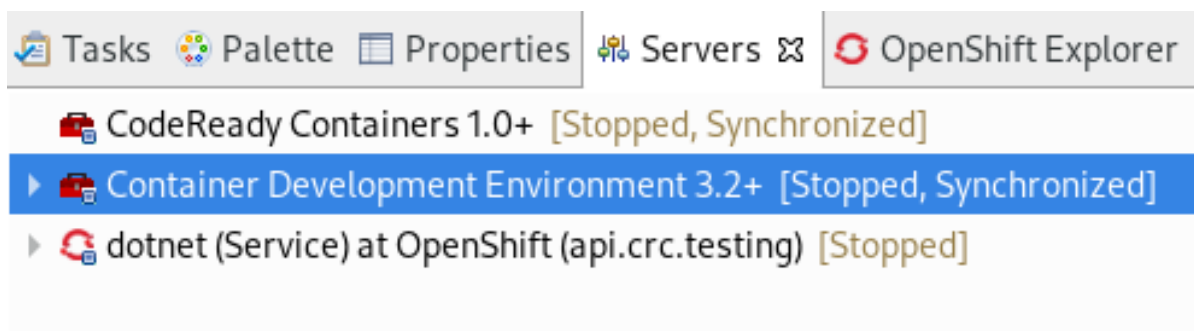 Tasks Palette Properties Servers OpenShift Explorer
CodeReady Containers 1.0+ [Stopped, Synchronized]
Container Development Environment 3.2+ [Stopped, Synchronized]
dotnet (Service) at OpenShift (api.crc.testing) [Stopped]